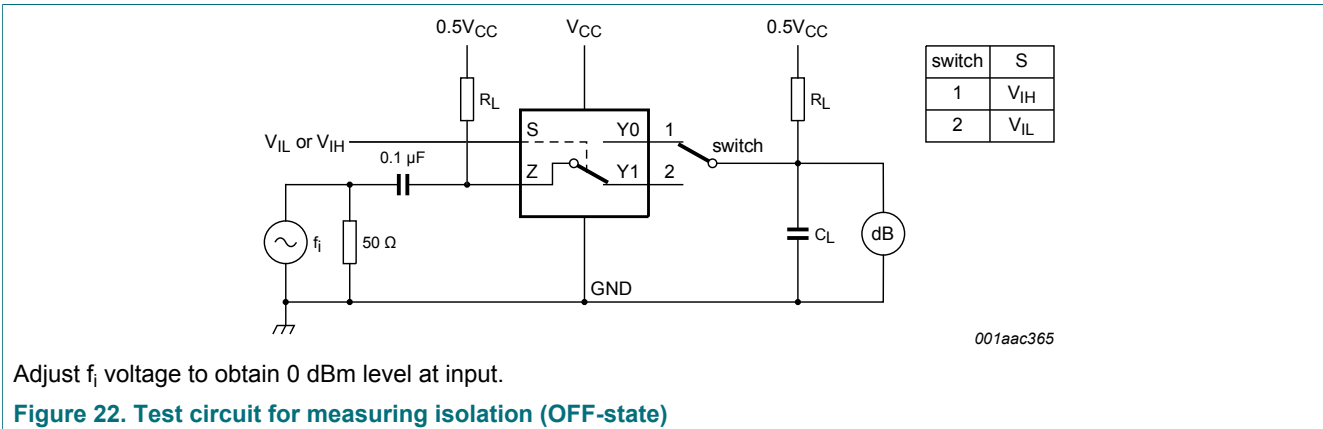 0.5VCC VCC 0.5VCC
switch S
1 VIH
2 VIL
RL RL
S Y0 1
switch
VIL or VIH
0.1 µF
Z Y1 2
fi 50 Ω
CL dB
GND
001aac365
Adjust fi voltage to obtain 0 dBm level at input.
Figure 22. Test circuit for measuring isolation (OFF-state)